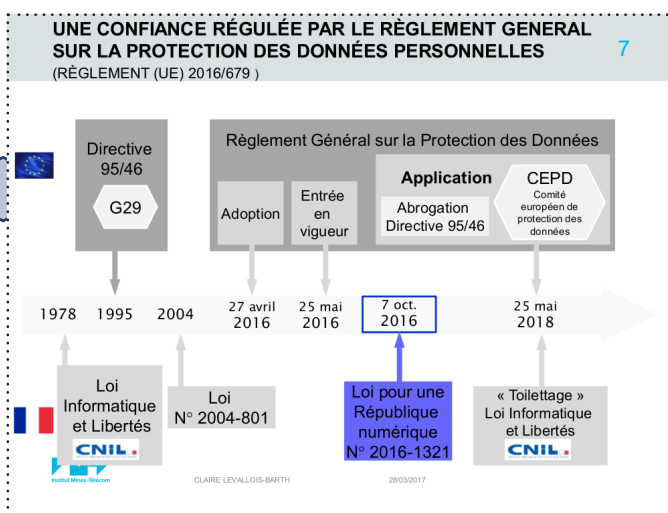 UNE CONFIANCE RÉGULÉE PAR LE RÈGLEMENT GENERAL
SUR LA PROTECTION DES DONNÉES PERSONNELLES
(RÈGLEMENT (UE) 2016/679 )
7
Directive
95/46
G29
Règlement Général sur la Protection des Données
Adoption
Entrée
en
vigueur
Application
Abrogation
Directive 95/46
CEPD
Comité
européen de
protection des
données
1978
1995
2004
27 avril
2016
25 mai
2016
7 oct.
2016
25 mai
2018
Loi
Informatique
et Libertés
CNIL.
Loi
N° 2004-801
Loi pour une
République
numérique
N° 2016-1321
« Toilettage »
Loi Informatique
et Libertés
CNIL.
Institut Mines-Télécom
CLAIRE LEVALLOIS-BARTH
28/03/2017